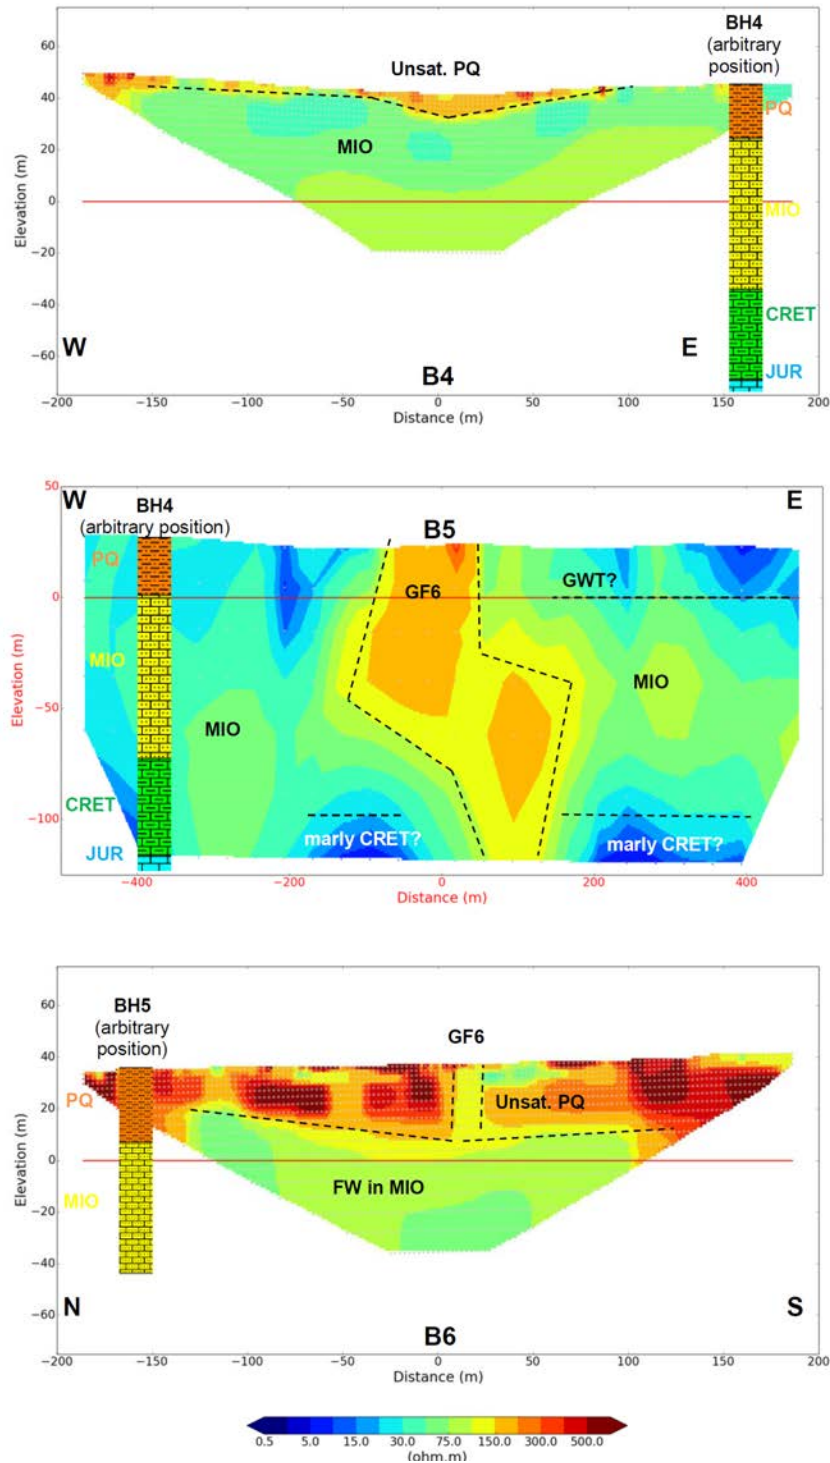 60
40
20
0
−20
−40
−60
Elevation (m)
Unsat. PQ
MIO
BH4
(arbitrary
position)
PQ
MIO
CRET
JUR
W
E
B4
−200
−150
−100
−50
0
50
100
150
200
Distance (m)
50
0
−50
−100
Elevation (m)
W
BH4
(arbitrary position)
B5
E
PQ
GF6
GWT?
MIO
MIO
MIO
CRET
JUR
marly CRET?
marly CRET?
−400
−200
0
200
400
Distance (m)
60
40
20
0
−20
−40
−60
Elevation (m)
BH5
(arbitrary
position)
GF6
PQ
Unsat. PQ
FW in MIO
MIO
N
S
B6
−200
−150
−100
−50
0
50
100
150
200
Distance (m)
0.5 5.0 15.0 30.0 75.0 150.0 300.0 500.0
(ohm.m)